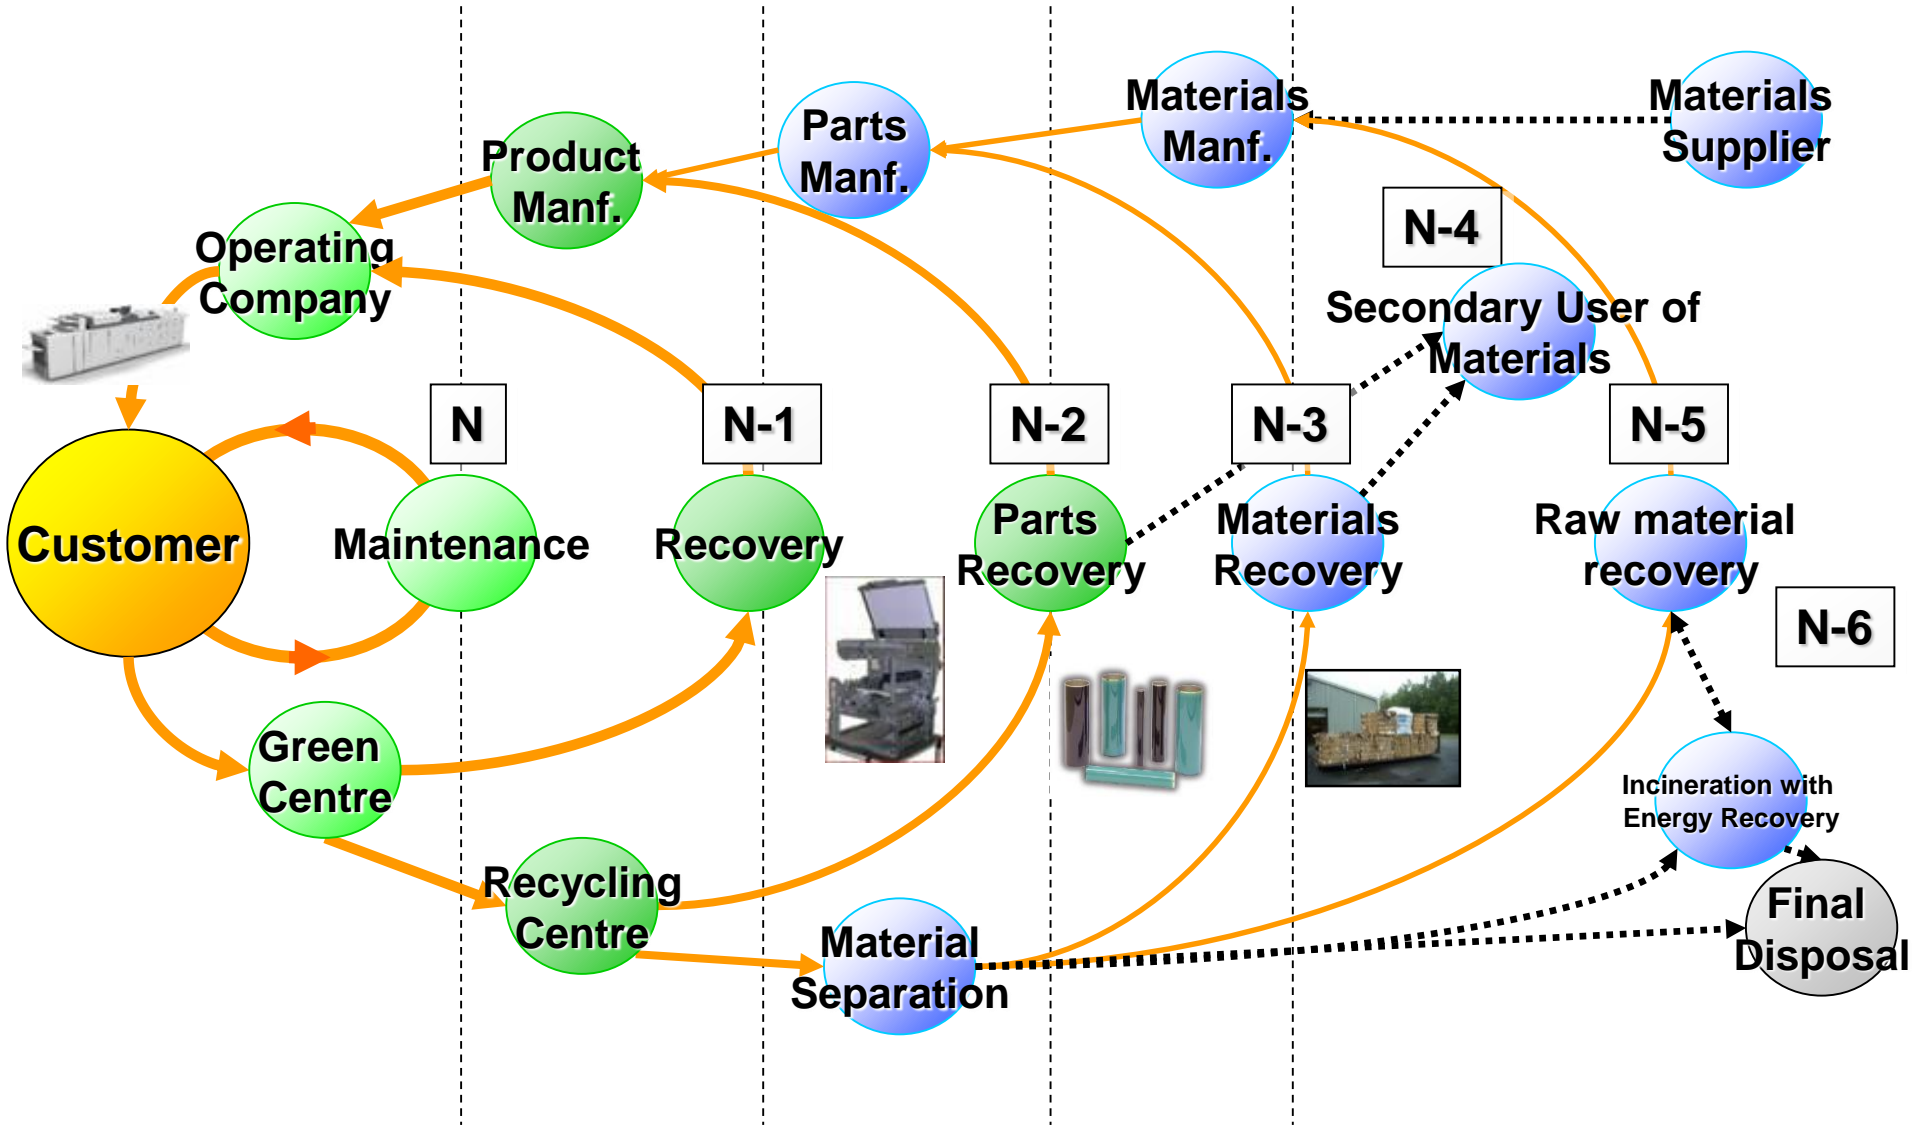 Materials
Manf.
Materials
Supplier
Parts
Manf.
Product
Manf.
Operating
Company
N-4
Secondary User of
Materials
N
N-1
N-2
N-3
N-5
Customer
Maintenance
Recovery
Parts
Recovery
Materials
Recovery
Raw material
recovery
N-6
Green
Centre
Incineration with
Energy Recovery
Recycling
Centre
Material
Separation
Final
Disposal